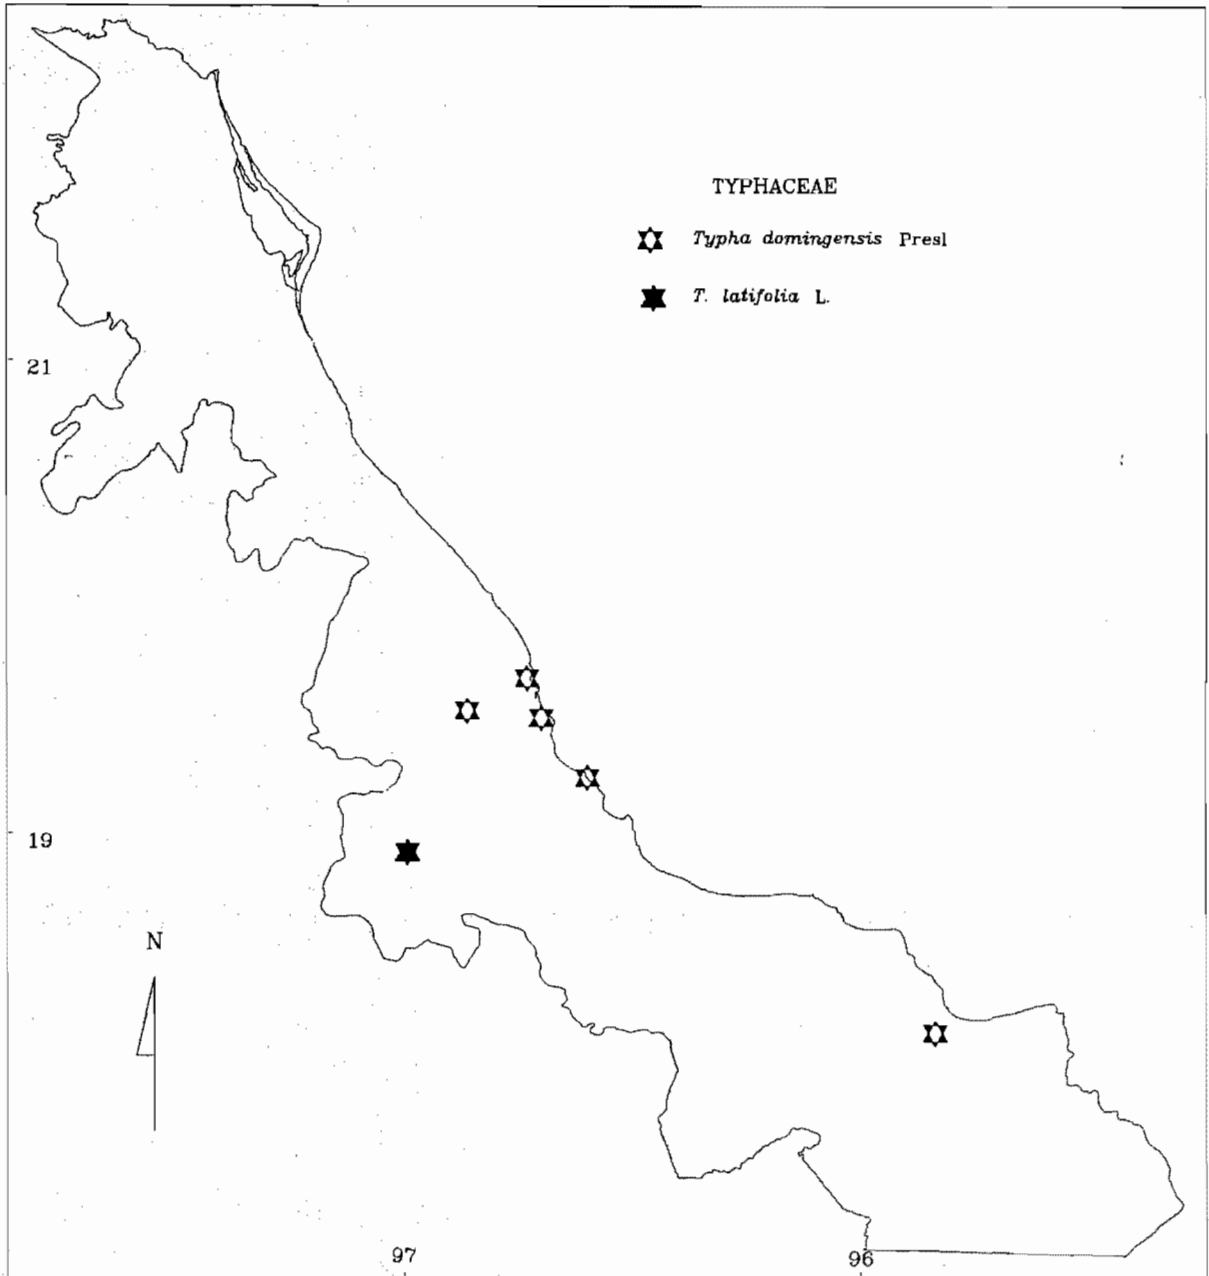 TYPHACEAE
Typha domingensis Presl
T. latifolia L.
21
19
N
97
96